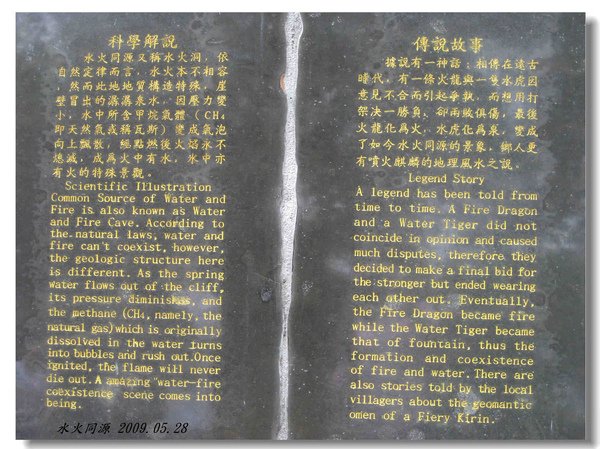 科學解說
水火同源又稱水火洞，依
自然定律而言，水火本不相容
，然而此地地質構造特殊，崖
壁冒出的潺潺泉水，因壓力變
小，水中所含甲烷氣體（CH4
即天然氣或稱瓦斯）變成氣泡
向上飄散，經點燃後火焰永不
熄滅，成為火中有水，水中亦
有火的特殊景觀。
Scientific Illustration
Common Source of Water and
Fire is also known as Water
and Fire Cave. According to
the natural laws, water and
fire can't coexist, however,
the geologic structure here
is different. As the spring
water flows out of the cliff,
its pressure diminishes, and
the methane (CH4, namely, the
natural gas)which is originally
dissolved in the water turns
into bubbles and rush out.Once
ignited, the flame will never
die out. A amazing "water-fire
coexistence" scene comes into
being.
傳說故事
據說有一神話：相傳在遠古
時代，有一條火龍與一隻水虎因
意見不合而引起爭執，而想用打
架決一勝負，卻兩敗俱傷，最後
火龍化為火，水虎化為泉，變成
了如今水火同源的景象，鄉人更
有噴火麒麟的地理風水之說。
Legend Story
A legend has been told from
time to time. A Fire Dragon
and a Water Tiger did not
coincide in opinion and caused
much disputes, therefore they
decided to make a final bid for
the stronger but ended wearing
each other out. Eventually,
the Fire Dragon became fire
while the Water Tiger became
that of fountain, thus the
formation and coexistence
of fire and water. There are
also stories told by the local
villagers about the geomantic
omen of a Fiery Kirin.
水火同源 2009.05.28